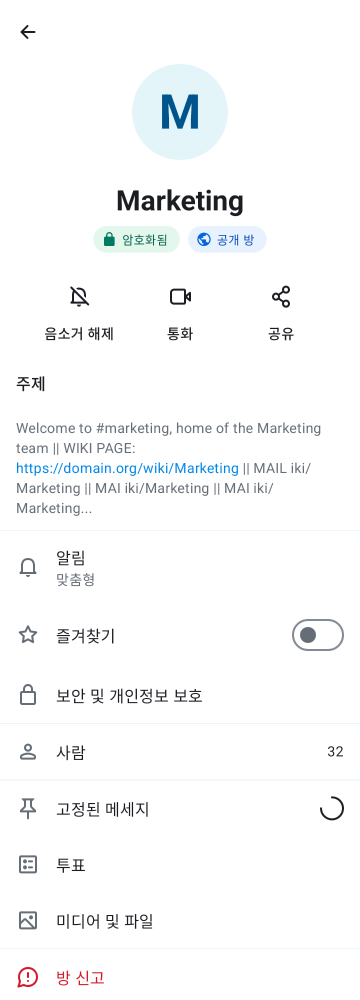 M
Marketing
암호화됨
공개 방
음소거 해제
통화
공유
주제
Welcome to #marketing, home of the Marketing
team || WIKI PAGE:
https://domain.org/wiki/Marketing || MAIL iki/
Marketing || MAI iki/Marketing || MAI iki/
Marketing...
알림
맞춤형
즐겨찾기
보안 및 개인정보 보호
사람
32
고정된 메세지
투표
미디어 및 파일
방 신고